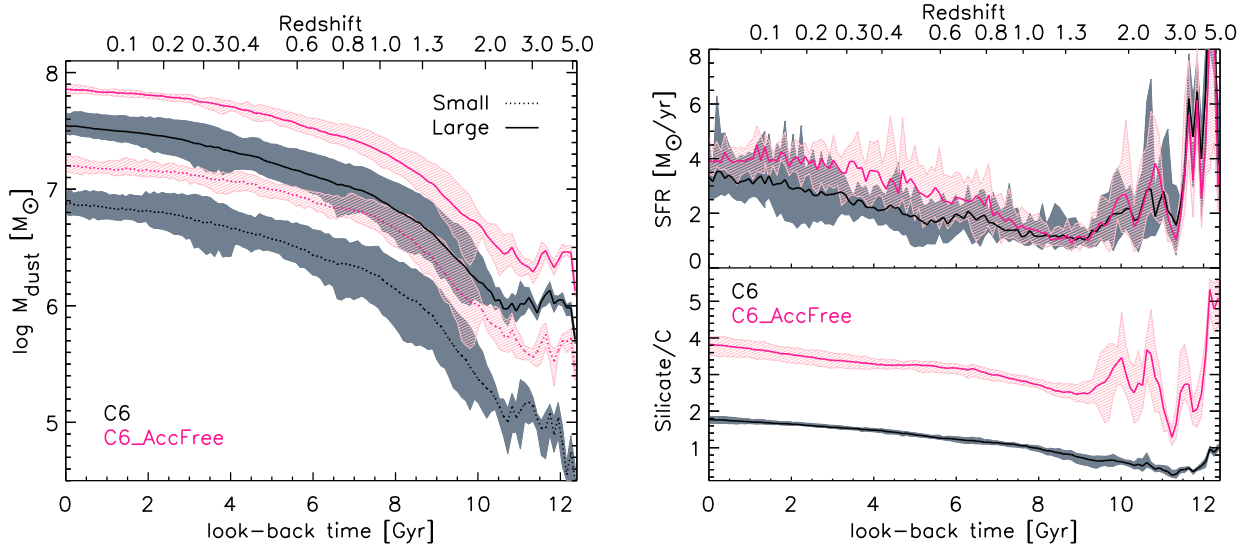 Redshift
0.1 0.2 0.30 0.4 0.6 0.8 1.0 1.3 2.0 3.0 5.0
8
7
6
5
log M_dust [M_⊙]
Small
Large
C6
C6_AccFree
0 2 4 6 8 10 12
look-back time [Gyr]
Redshift
0.1 0.2 0.30 0.4 0.6 0.8 1.0 1.3 2.0 3.0 5.0
8
6
4
2
0
SFR [M_⊙/yr]
C6
C6_AccFree
5
4
3
2
1
Silicate/C
0 2 4 6 8 10 12
look-back time [Gyr]